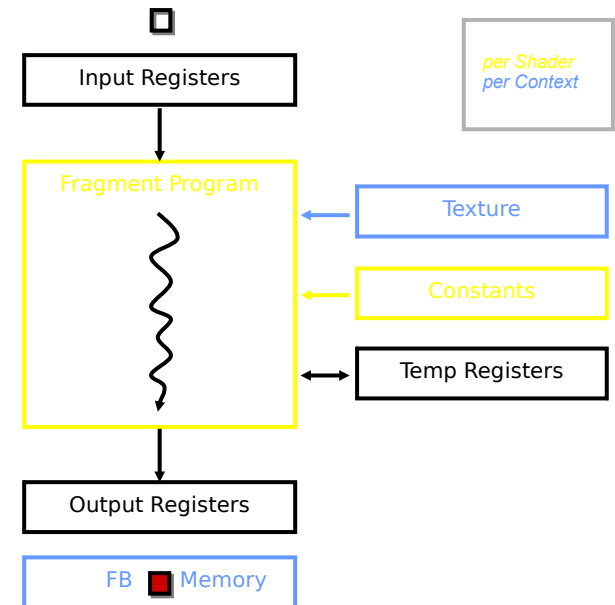 Input Registers
per Shader
per Context
Fragment Program
Texture
Constants
Temp Registers
Output Registers
FB Memory